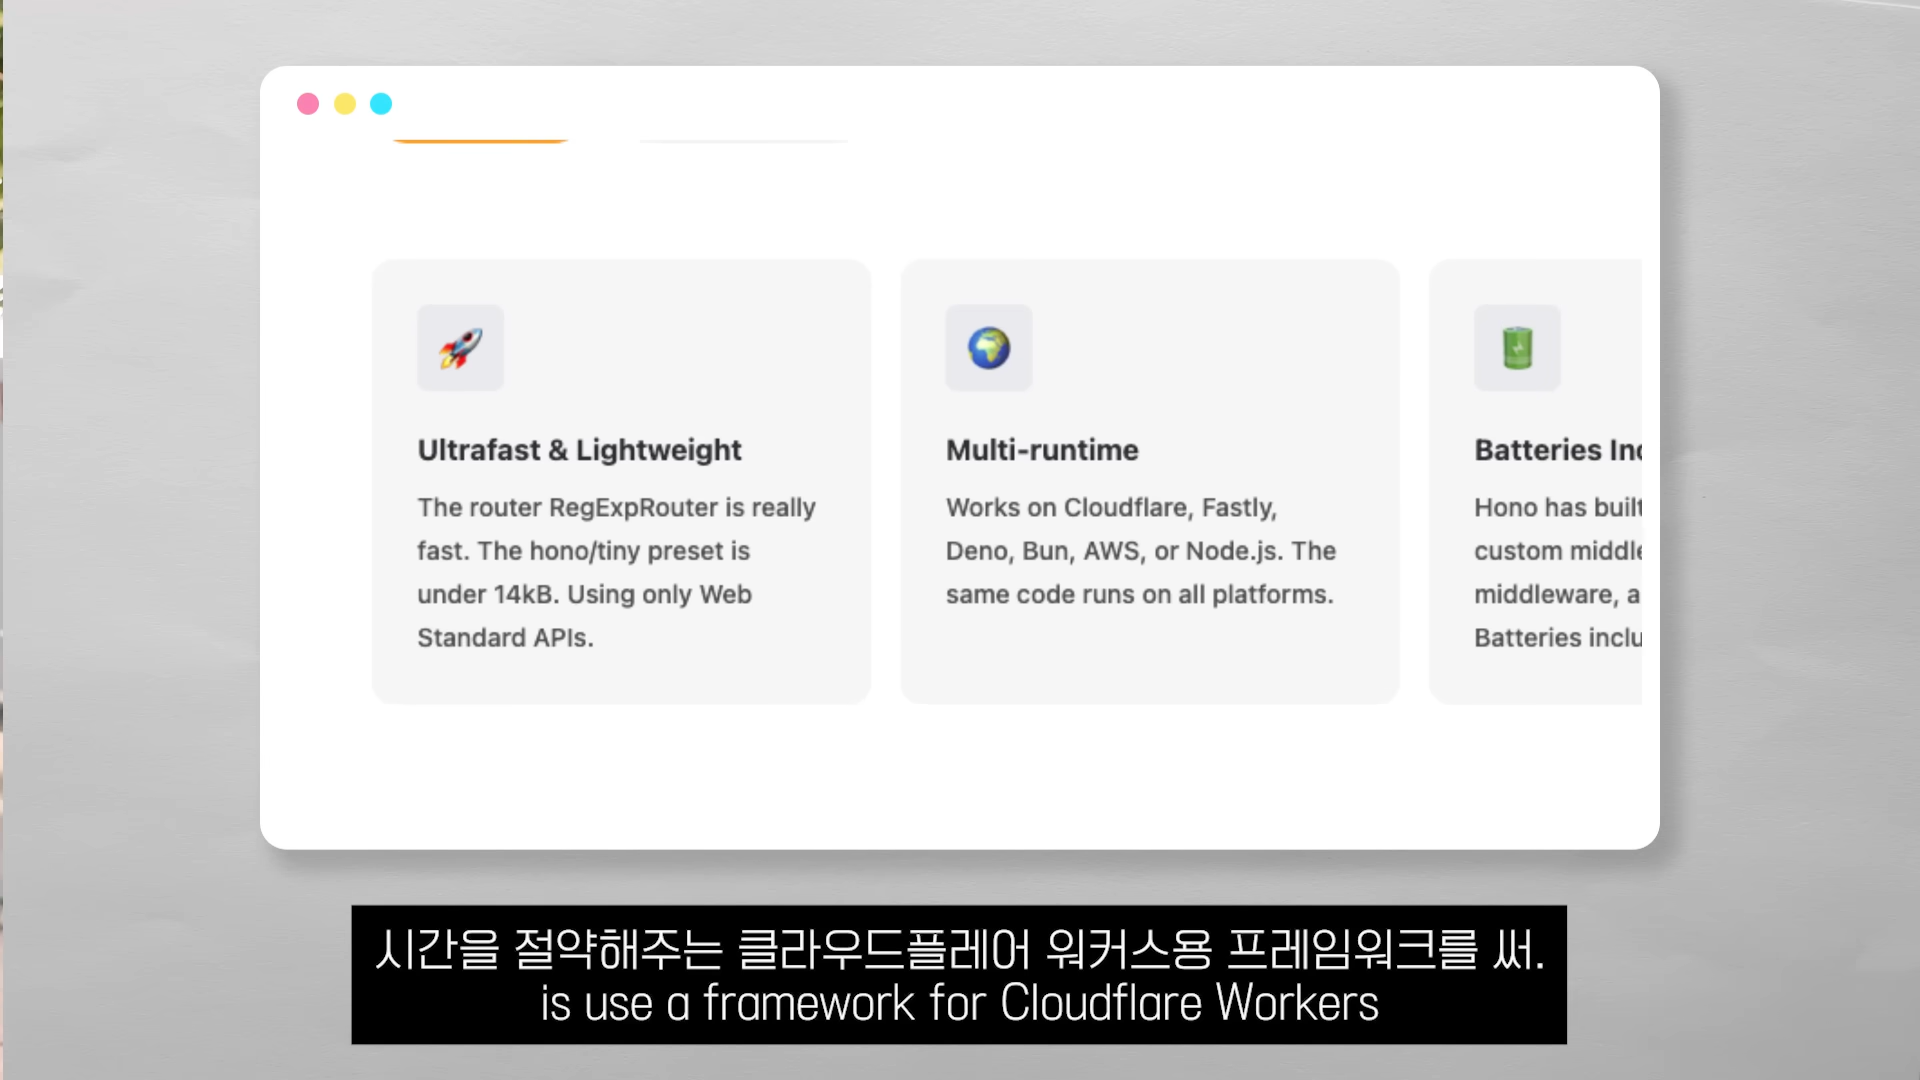 Ultrafast & Lightweight
The router RegExpRouter is really
fast. The hono/tiny preset is
under 14kB. Using only Web
Standard APIs.
Multi-runtime
Works on Cloudflare, Fastly,
Deno, Bun, AWS, or Node.js. The
same code runs on all platforms.
Batteries
Hono has built
custom
middleware,
Batteries
시간을 절약해주는 클라우드플레어 워커스용 프레임워크를 써.
is use a framework for Cloudflare Workers